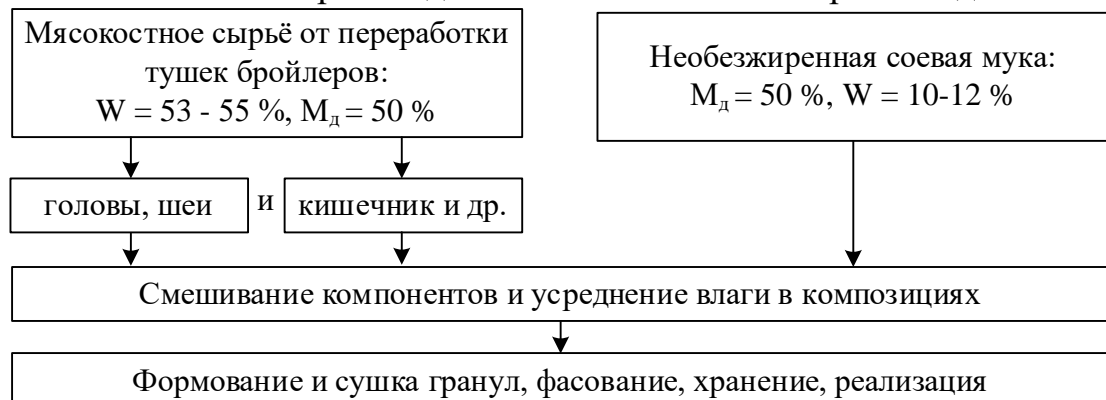 Мясокостное сырьё от переработки
тушек бройлеров:
W = 53 - 55 %, Mд = 50 %
Необезжиренная соевая мука:
Mд = 50 %, W = 10-12 %
головы, шеи
и
кишечник и др.
Смешивание компонентов и усреднение влаги в композициях
Формование и сушка гранул, фасование, хранение, реализация